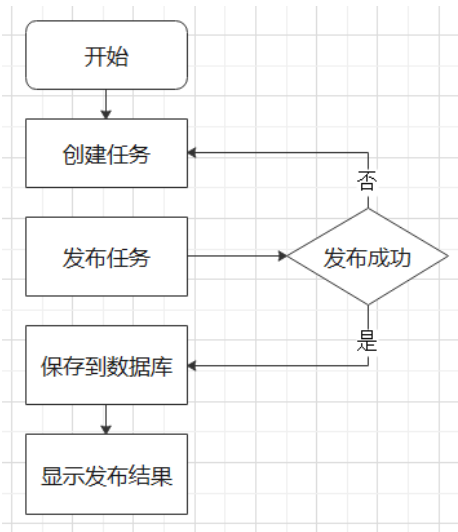 开始
创建任务
否
发布任务
发布成功
是
保存到数据库
显示发布结果